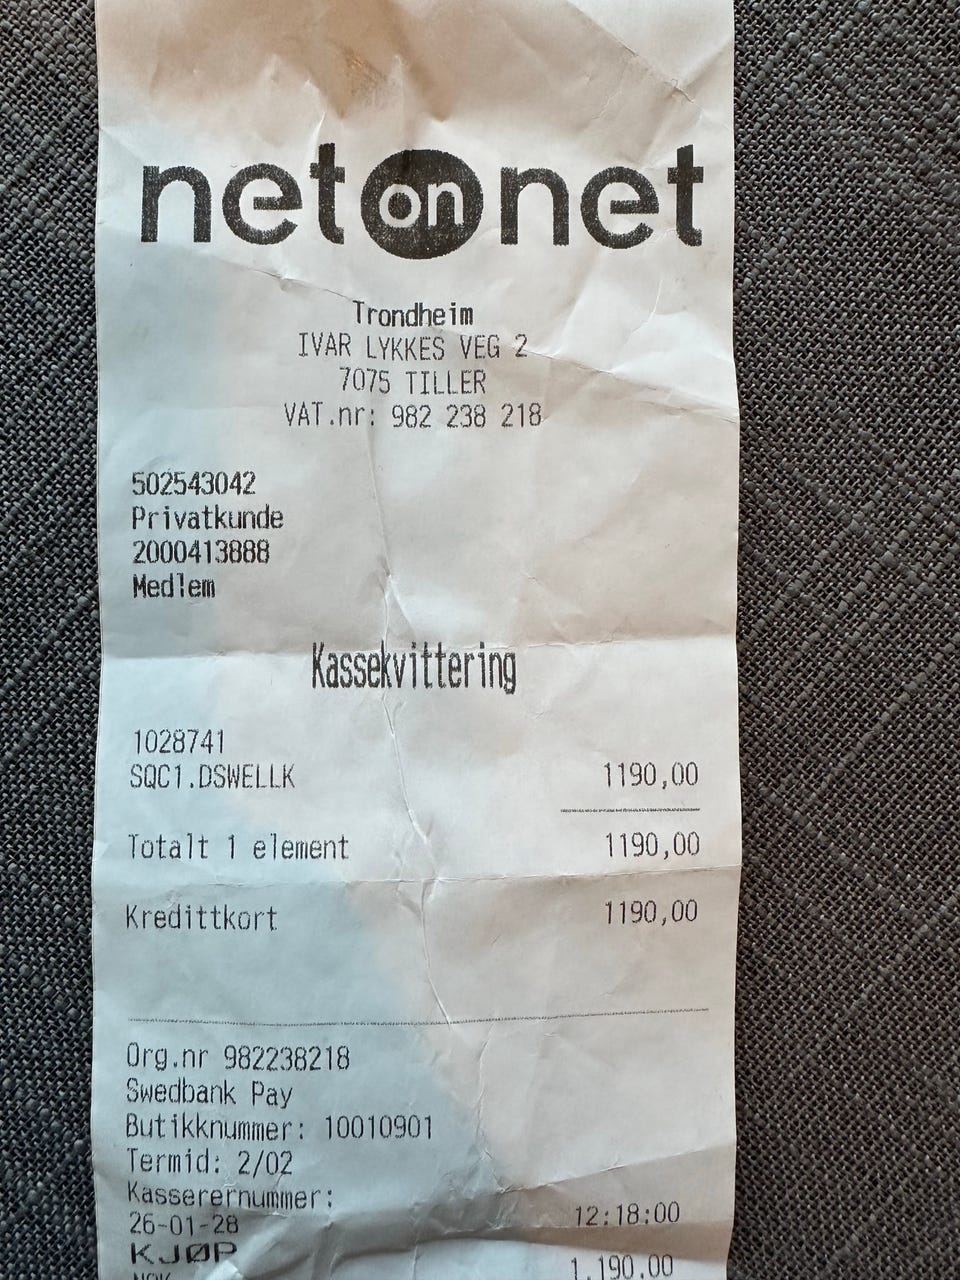 netonnet
Trondheim
IVAR LYKKES VEG 2
7075 TILLER
VAT.nr: 982 238 218
502543042
Privatkunde
2000413888
Medlem
Kassekvittering
1028741
SQC1.DSWELLK 1190,00
Totalt 1 element 1190,00
Kredittkort 1190,00
Org.nr 982238218
Swedbank Pay
Butikknummer: 10010901
Termid: 2/02
Kasserernummer:
26-01-28 12:18:00
KJØP
NOK 1.190.00